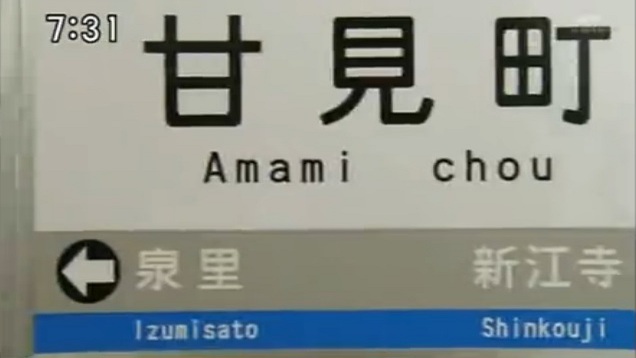 7:31
甘見町
Amami chou
泉里 新江寺
Izumisato Shinkouji